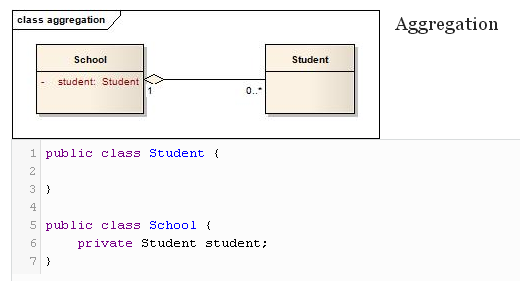 class aggregation
Aggregation
School
- student: Student
Student
1
0..*
1 public class Student {
2
3 }
4
5 public class School {
6 private Student student;
7 }